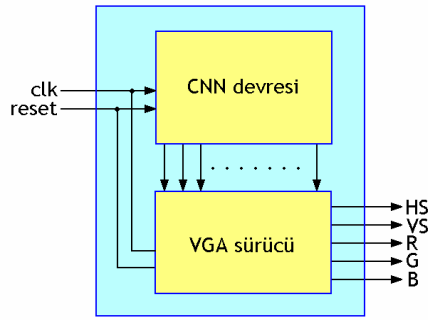 CNN devresi
clk
reset
VGA sürücü
HS
VS
R
G
B